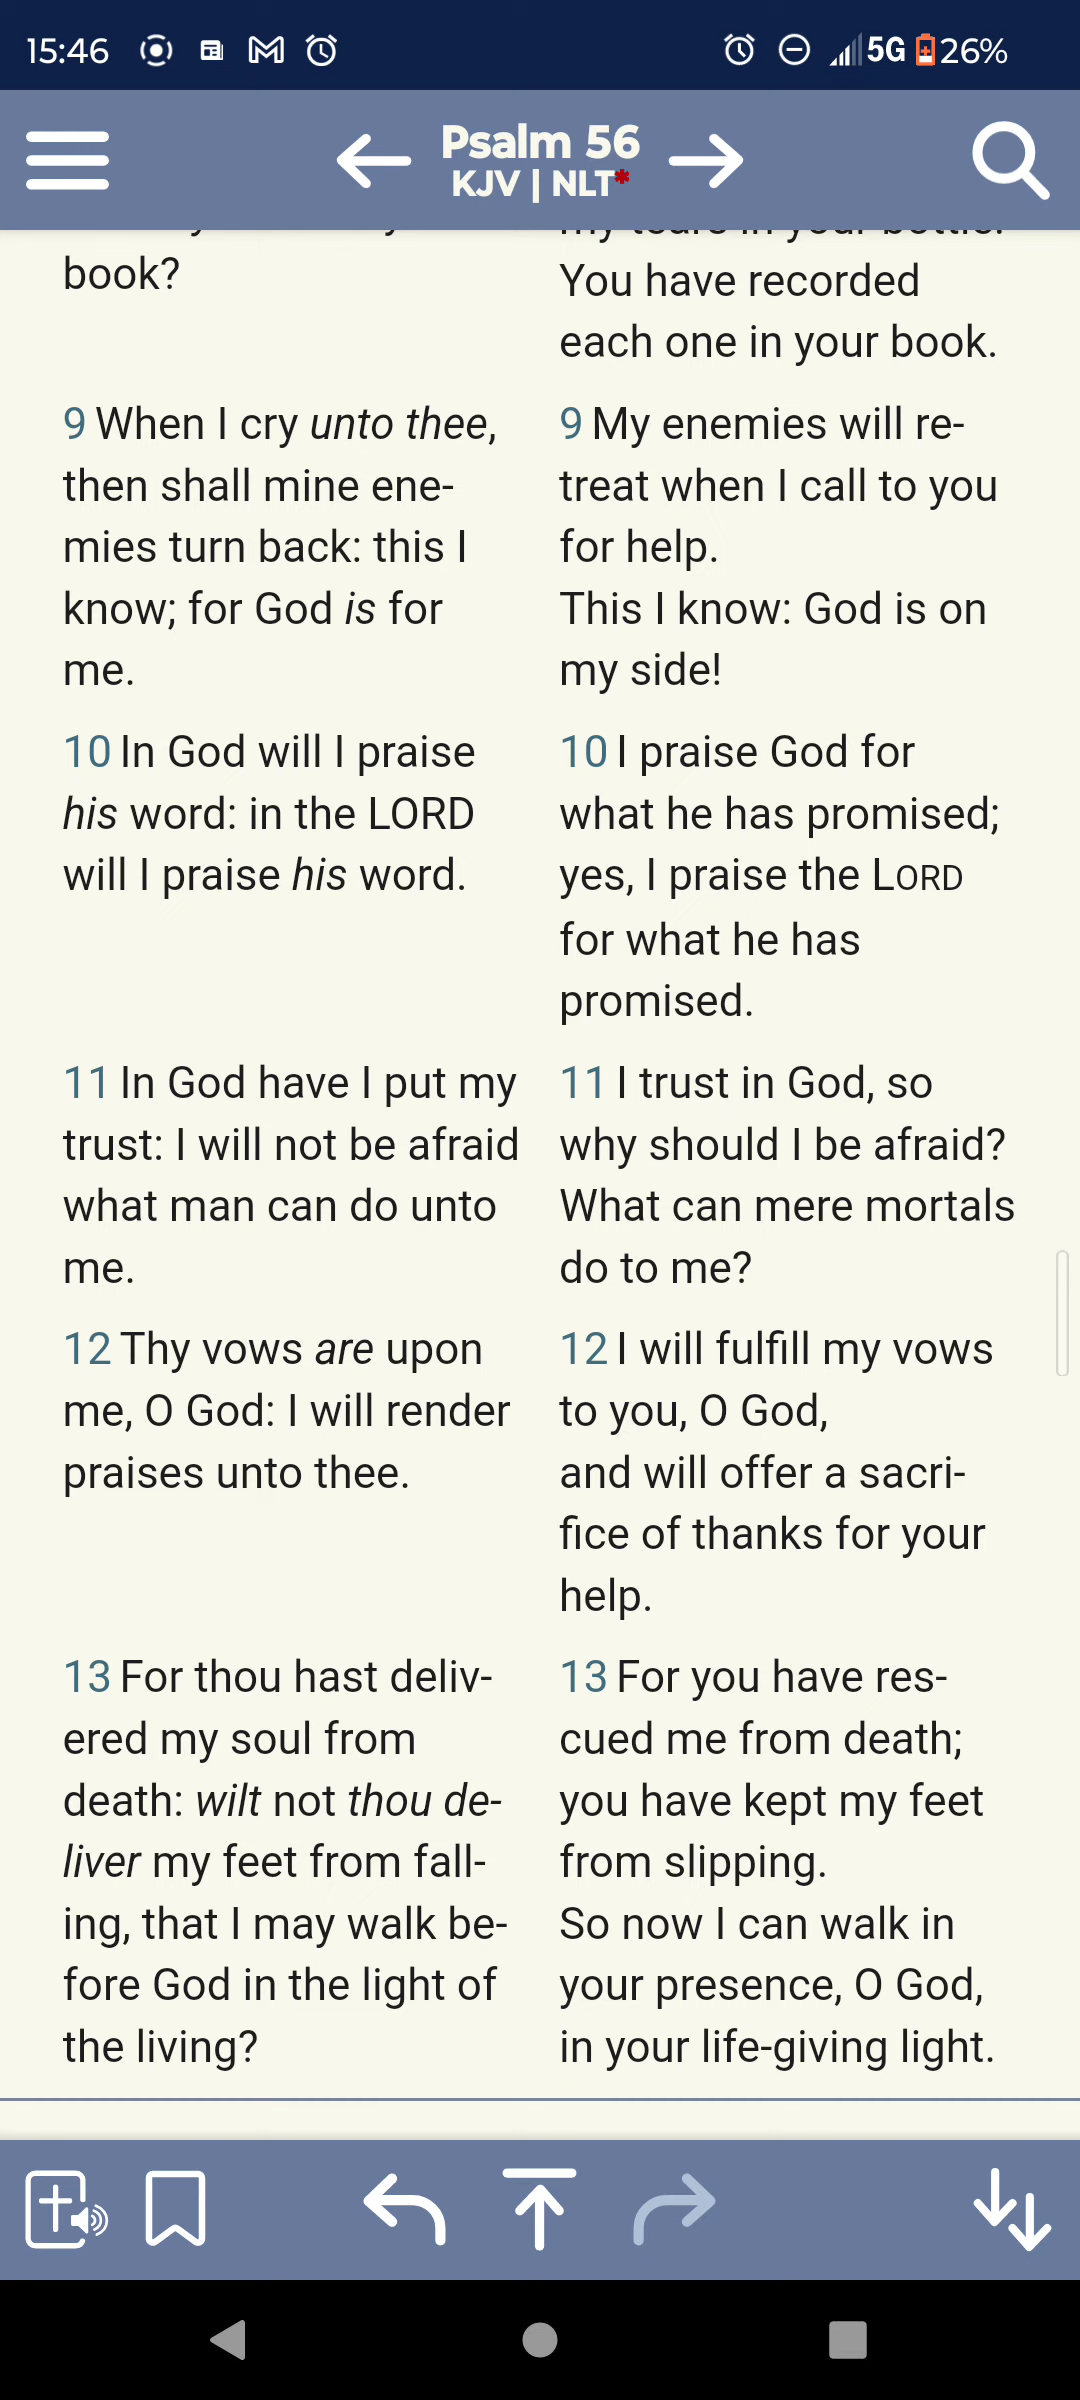 15:46
5G 26%
Psalm 56
KJV | NLT*
book?
9 When I cry unto thee,
then shall mine ene-
mies turn back: this I
know; for God is for
me.
10 In God will I praise
his word: in the LORD
will I praise his word.
11 In God have I put my
trust: I will not be afraid
what man can do unto
me.
12 Thy vows are upon
me, O God: I will render
praises unto thee.
13 For thou hast deliv-
ered my soul from
death: wilt not thou de-
liver my feet from fall-
ing, that I may walk be-
fore God in the light of
the living?
my tears in your bottle.
You have recorded
each one in your book.
9 My enemies will re-
treat when I call to you
for help.
This I know: God is on
my side!
10 I praise God for
what he has promised;
yes, I praise the LORD
for what he has
promised.
11 I trust in God, so
why should I be afraid?
What can mere mortals
do to me?
12 I will fulfill my vows
to you, O God,
and will offer a sacri-
fice of thanks for your
help.
13 For you have res-
cued me from death;
you have kept my feet
from slipping.
So now I can walk in
your presence, O God,
in your life-giving light.